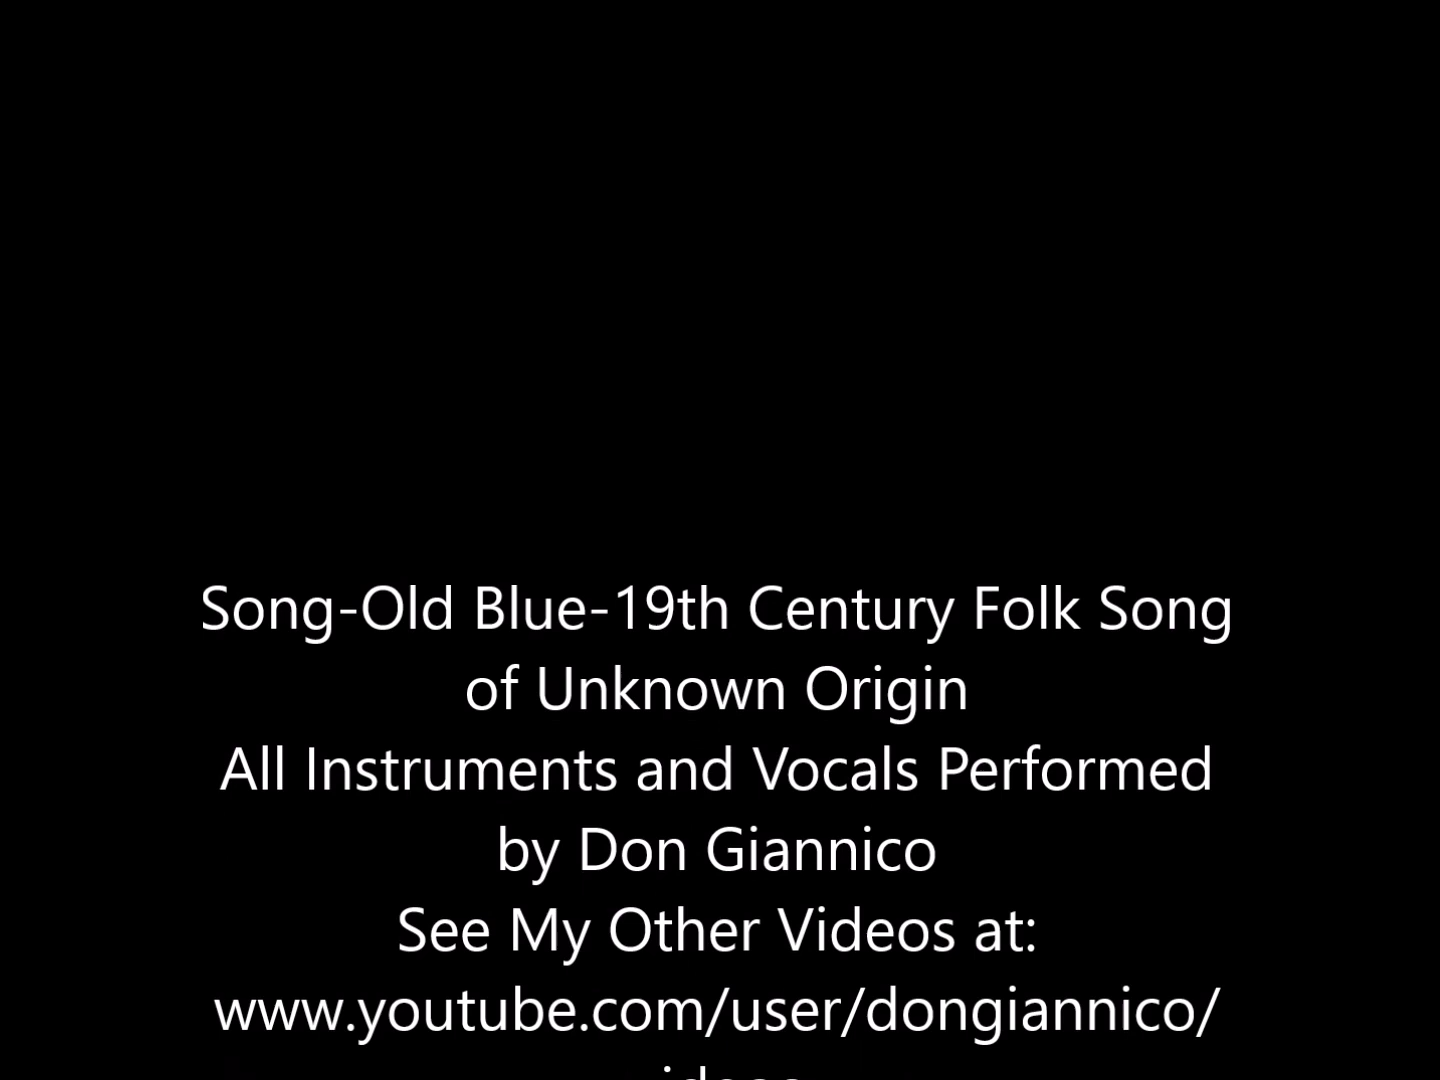 Song-Old Blue-19th Century Folk Song
of Unknown Origin
All Instruments and Vocals Performed
by Don Giannico
See My Other Videos at:
www.youtube.com/user/dongiannico/